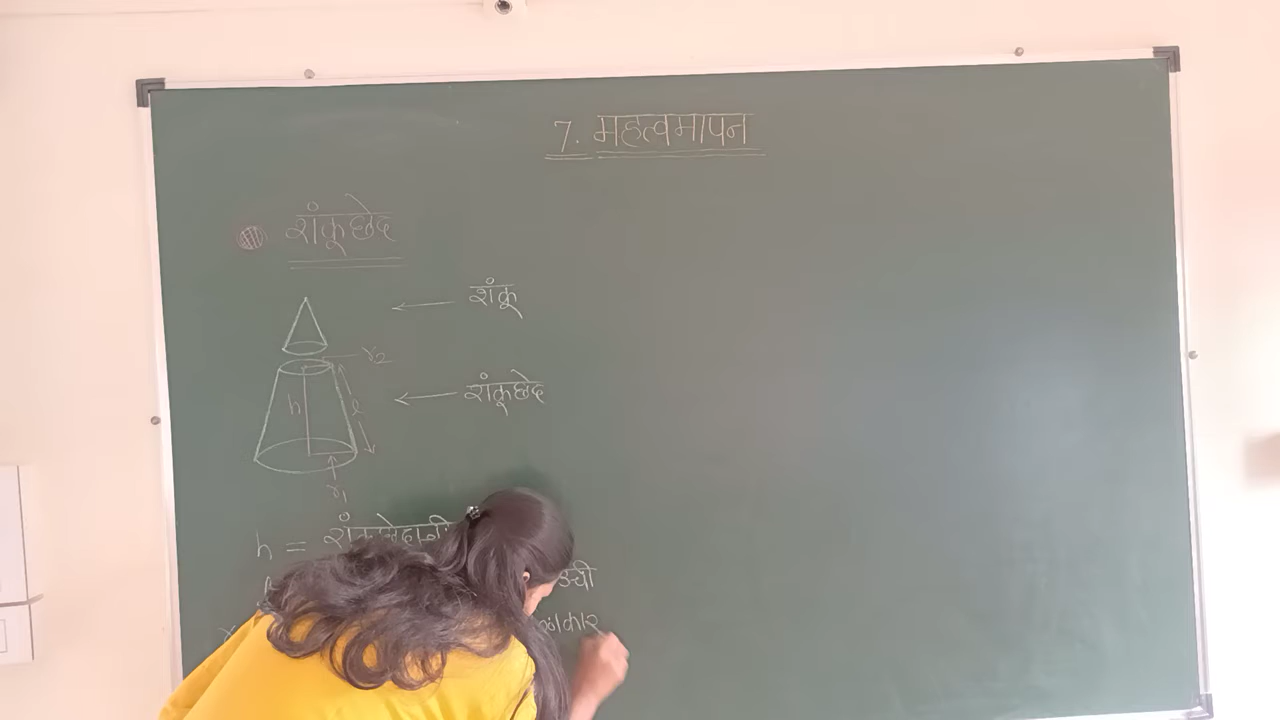 7. महत्वमापन
शंकूछेद
शंकू
r2
शंकूछेद
h
l
r1
h =